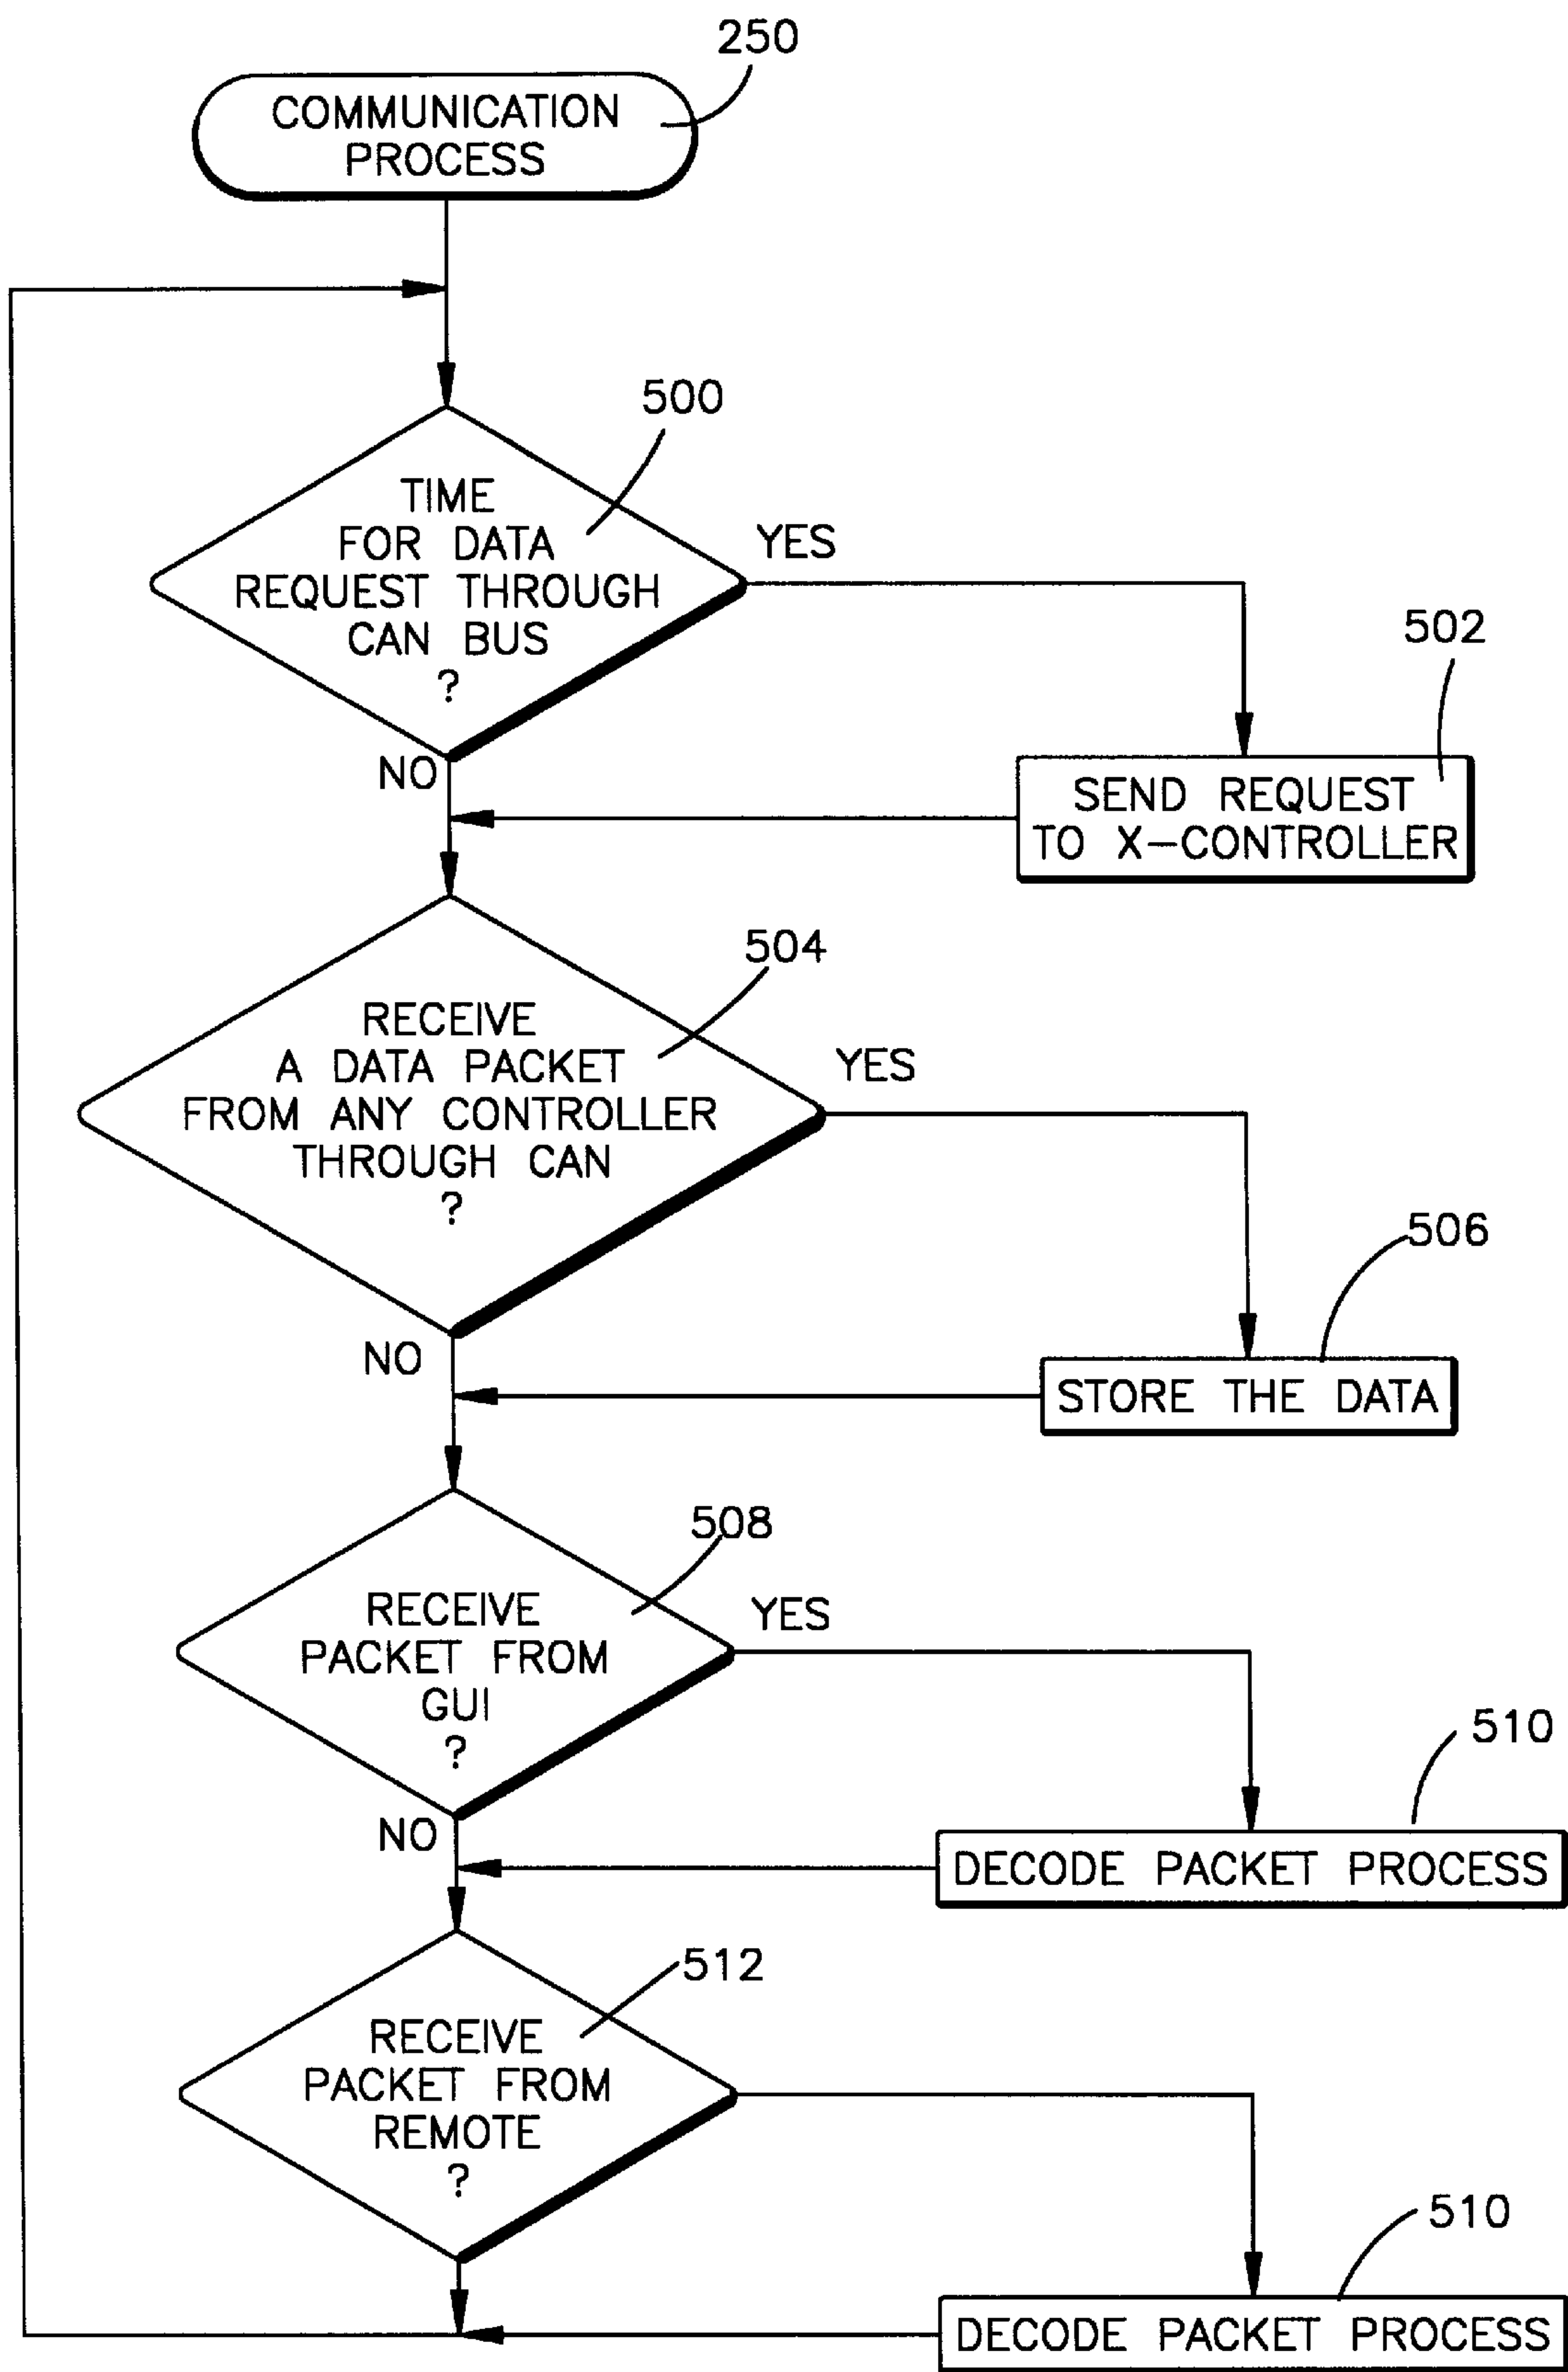 250
COMMUNICATION
PROCESS
500
TIME
FOR DATA
REQUEST THROUGH
CAN BUS
?
YES
NO
502
SEND REQUEST
TO X-CONTROLLER
504
RECEIVE
A DATA PACKET
FROM ANY CONTROLLER
THROUGH CAN
?
YES
NO
506
STORE THE DATA
508
RECEIVE
PACKET FROM
GUI
?
YES
NO
510
DECODE PACKET PROCESS
512
RECEIVE
PACKET FROM
REMOTE
?
510
DECODE PACKET PROCESS